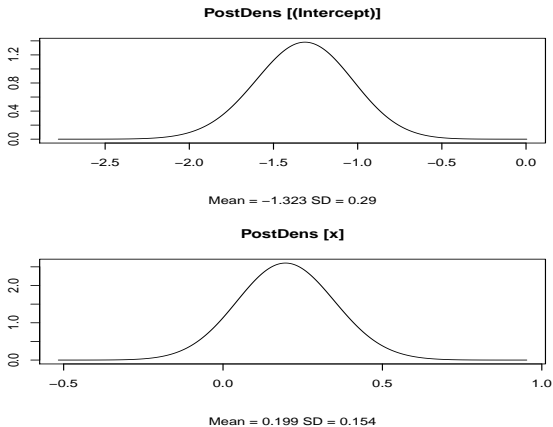 PostDens [(Intercept)]
0.0 0.4 0.8 1.2
−2.5 −2.0 −1.5 −1.0 −0.5 0.0
Mean = −1.323 SD = 0.29
PostDens [x]
0.0 1.0 2.0
−0.5 0.0 0.5 1.0
Mean = 0.199 SD = 0.154